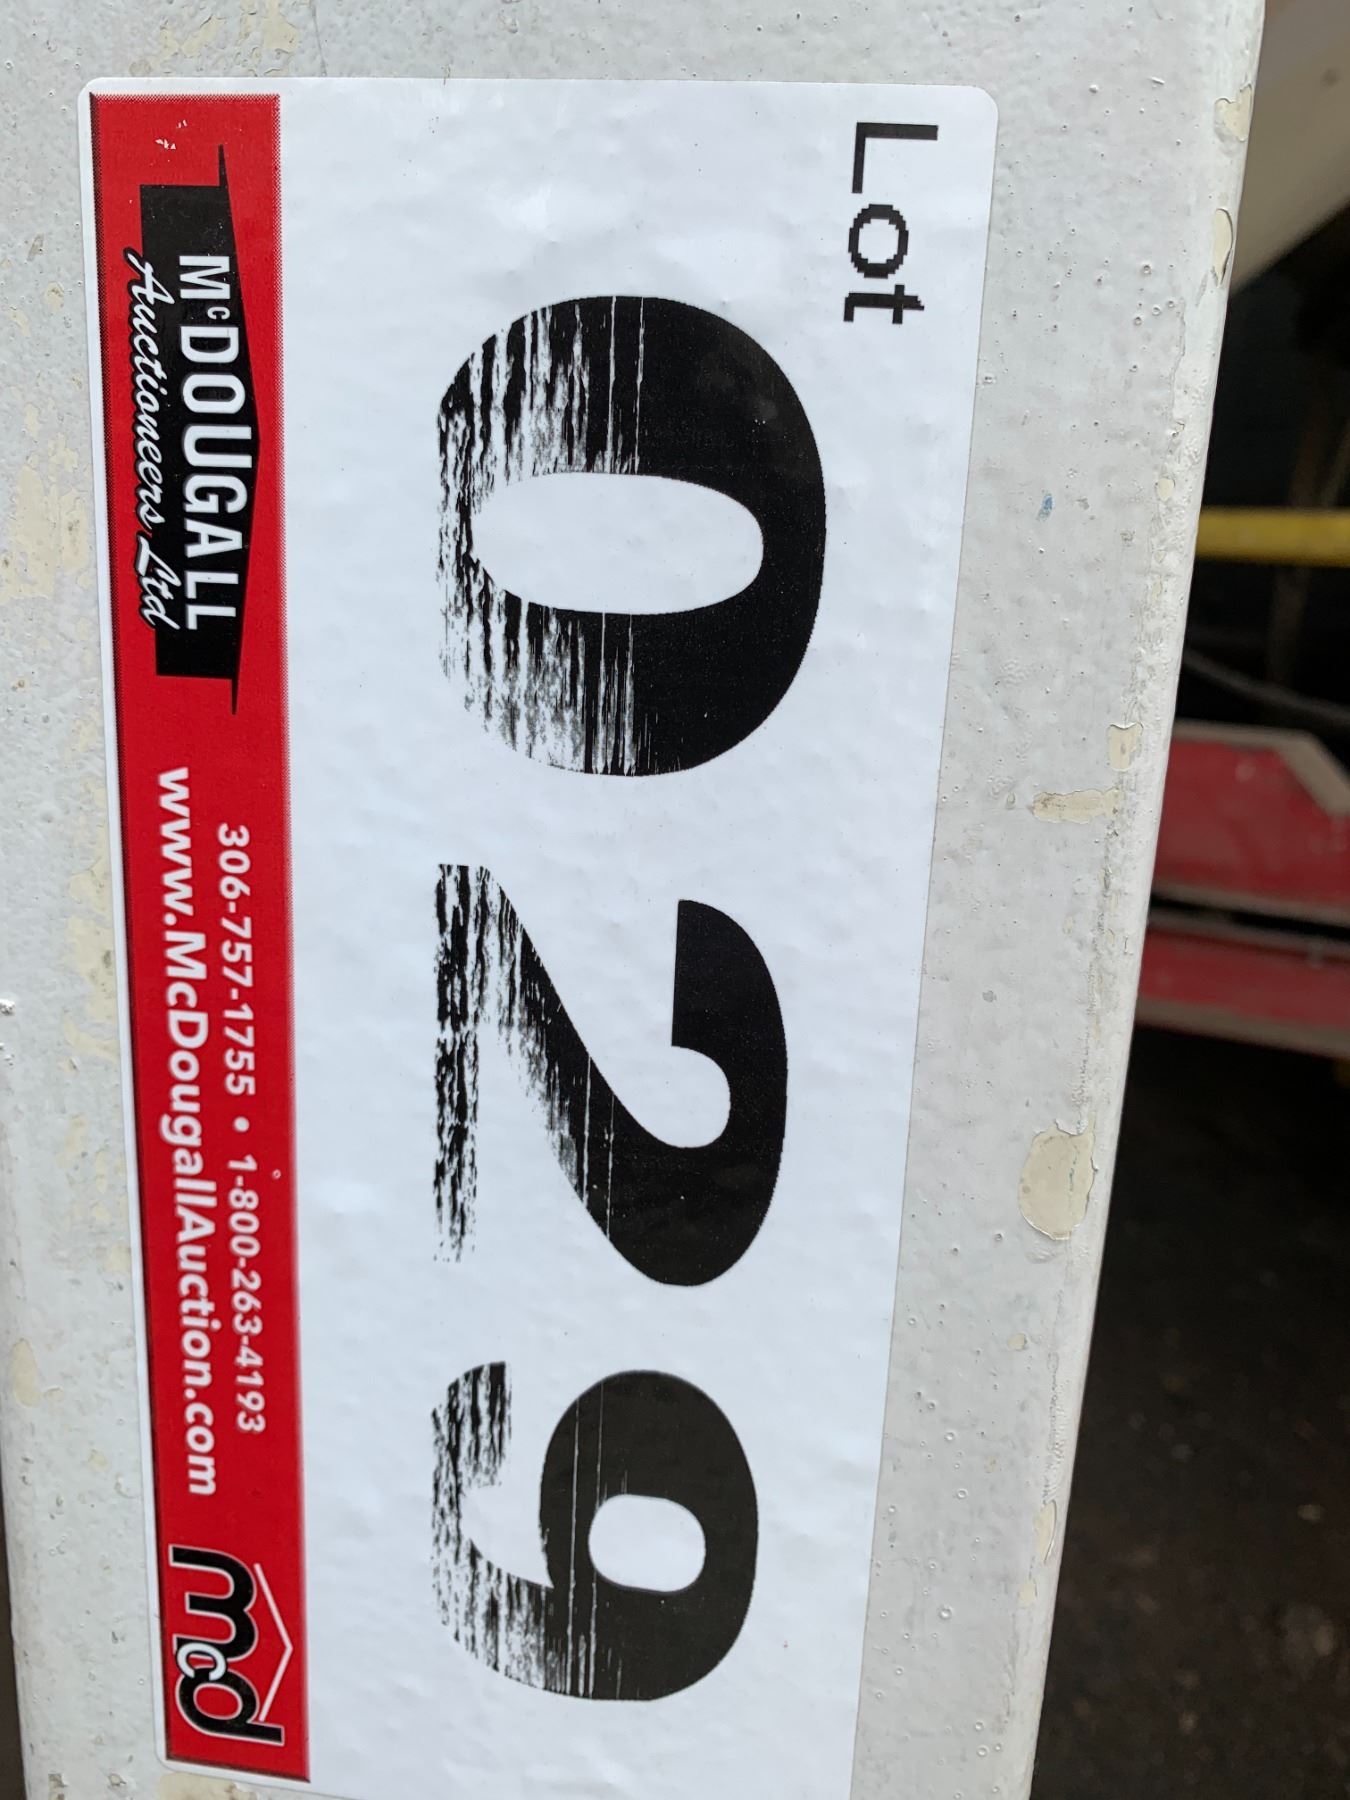 Lot
029
McDOUGALL
Auctioneers Ltd
306-757-1755 • 1-800-263-4193
www.McDougallAuction.com
mcd